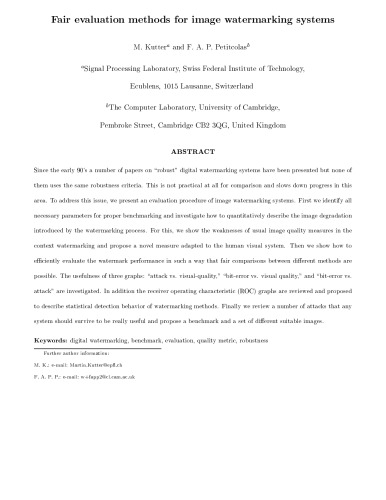 Fair evaluation methods for image watermarking systems
M. Kutterᵃ and F. A. P. Petitcolasᵇ
ᵃSignal Processing Laboratory, Swiss Federal Institute of Technology,
Ecublens, 1015 Lausanne, Switzerland
ᵇThe Computer Laboratory, University of Cambridge,
Pembroke Street, Cambridge CB2 3QG, United Kingdom
ABSTRACT
Since the early 90's a number of papers on "robust" digital watermarking systems have been presented but none of
them uses the same robustness criteria. This is not practical at all for comparison and slows down progress in this
area. To address this issue, we present an evaluation procedure of image watermarking systems. First we identify all
necessary parameters for proper benchmarking and investigate how to quantitatively describe the image degradation
introduced by the watermarking process. For this, we show the weaknesses of usual image quality measures in the
context watermarking and propose a novel measure adapted to the human visual system. Then we show how to
efficiently evaluate the watermark performance in such a way that fair comparisons between different methods are
possible. The usefulness of three graphs: "attack vs. visual-quality," "bit-error vs. visual quality," and "bit-error vs.
attack" are investigated. In addition the receiver operating characteristic (ROC) graphs are reviewed and proposed
to describe statistical detection behavior of watermarking methods. Finally we review a number of attacks that any
system should survive to be really useful and propose a benchmark and a set of different suitable images.
Keywords: digital watermarking, benchmark, evaluation, quality metric, robustness
Further author information:
M. K.: e-mail: Martin.Kutter@epfl.ch
F. A. P. P.: e-mail: